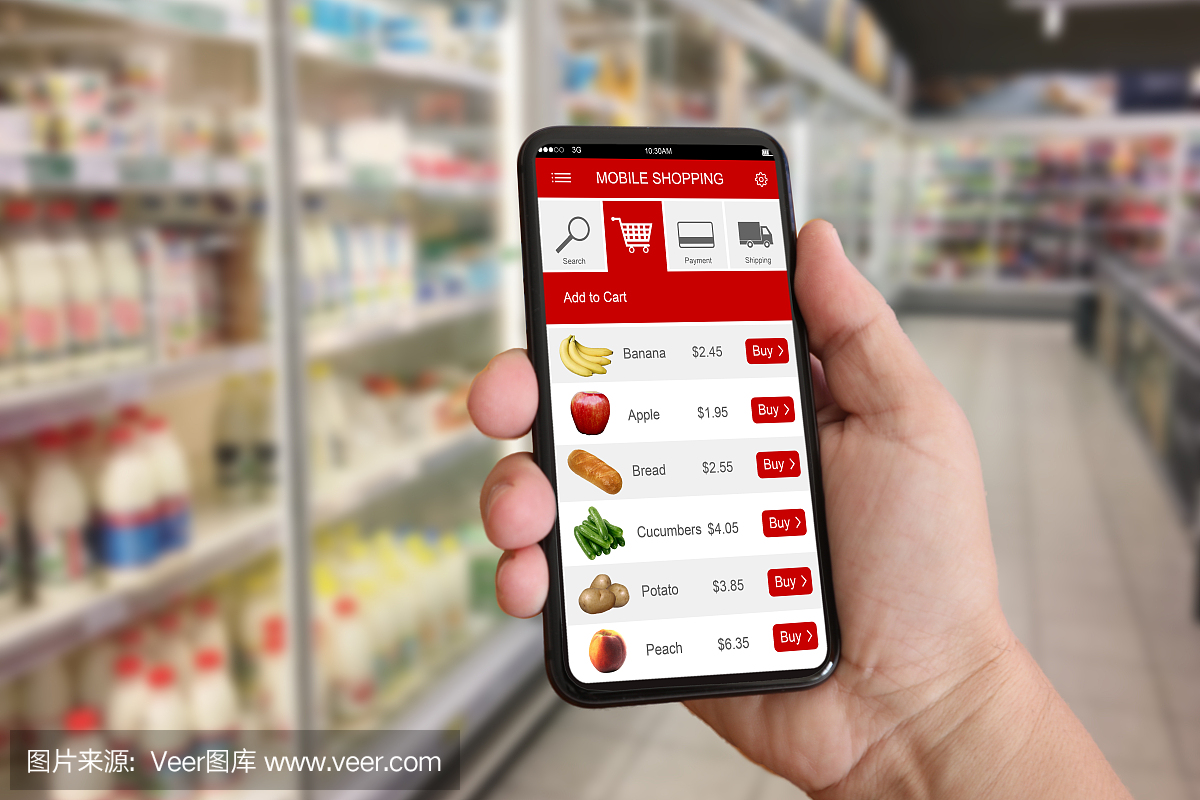 3G 10:30AM
MOBILE SHOPPING
Search Payment Shipping
Add to Cart
Banana $2.45 Buy
Apple $1.95 Buy
Bread $2.55 Buy
Cucumbers $4.05 Buy
Potato $3.85 Buy
Peach $6.35 Buy
图片来源: Veer图库 www.veer.com